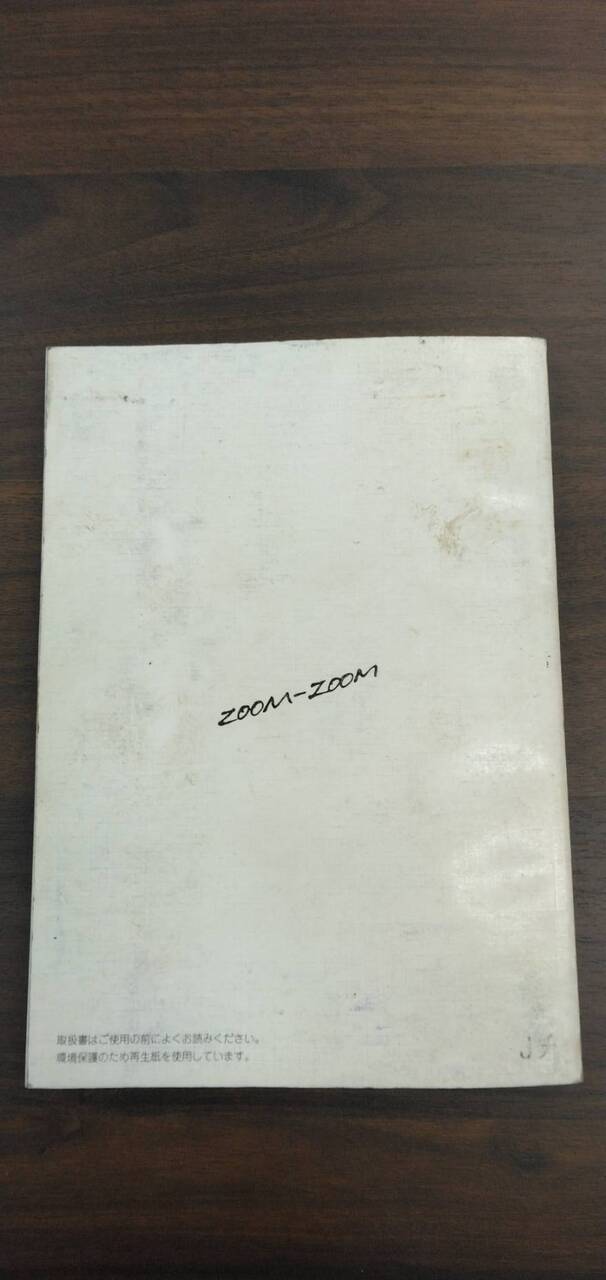 ZOOM-ZOOM
取扱書はご使用の前によくお読みください。
環境保護のため再生紙を使用しています。